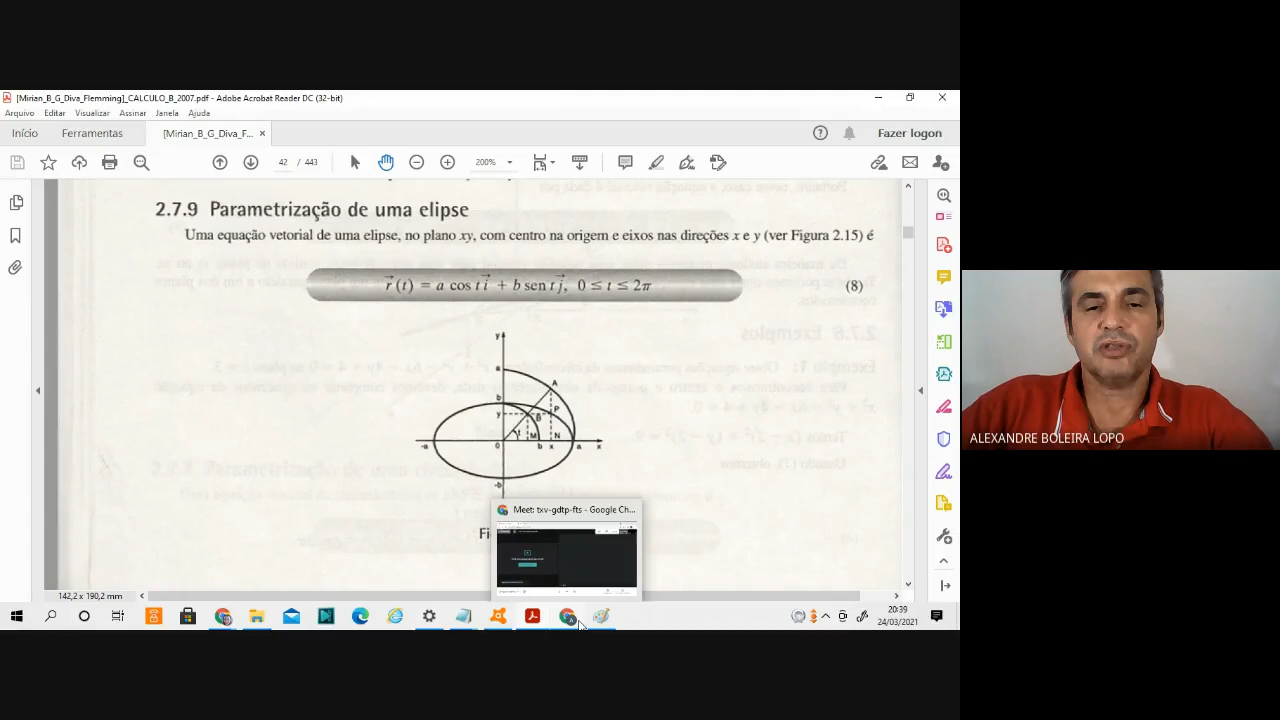 [Mirian_B_G_Diva_Flemming]_CALCULO_B_2007.pdf - Adobe Acrobat Reader DC (32-bit)
Arquivo Editar Visualizar Assinar Janela Ajuda
Início Ferramentas [Mirian_B_G_Diva_F... × Fazer logon
42 / 443 200%
2.7.9 Parametrização de uma elipse
Uma equação vetorial de uma elipse, no plano xy, com centro na origem e eixos nas direções x e y (ver Figura 2.15) é
r⃗(t) = a cos t i⃗ + b sen t j⃗, 0 ≤ t ≤ 2π (8)
y
a
A
b
y
P
B
t
M
N
-a
0
b
x
a
x
-b
Meet: txv-gdtp-fts - Google Ch...
142,2 x 190,2 mm
20:39
24/03/2021
ALEXANDRE BOLEIRA LOPO